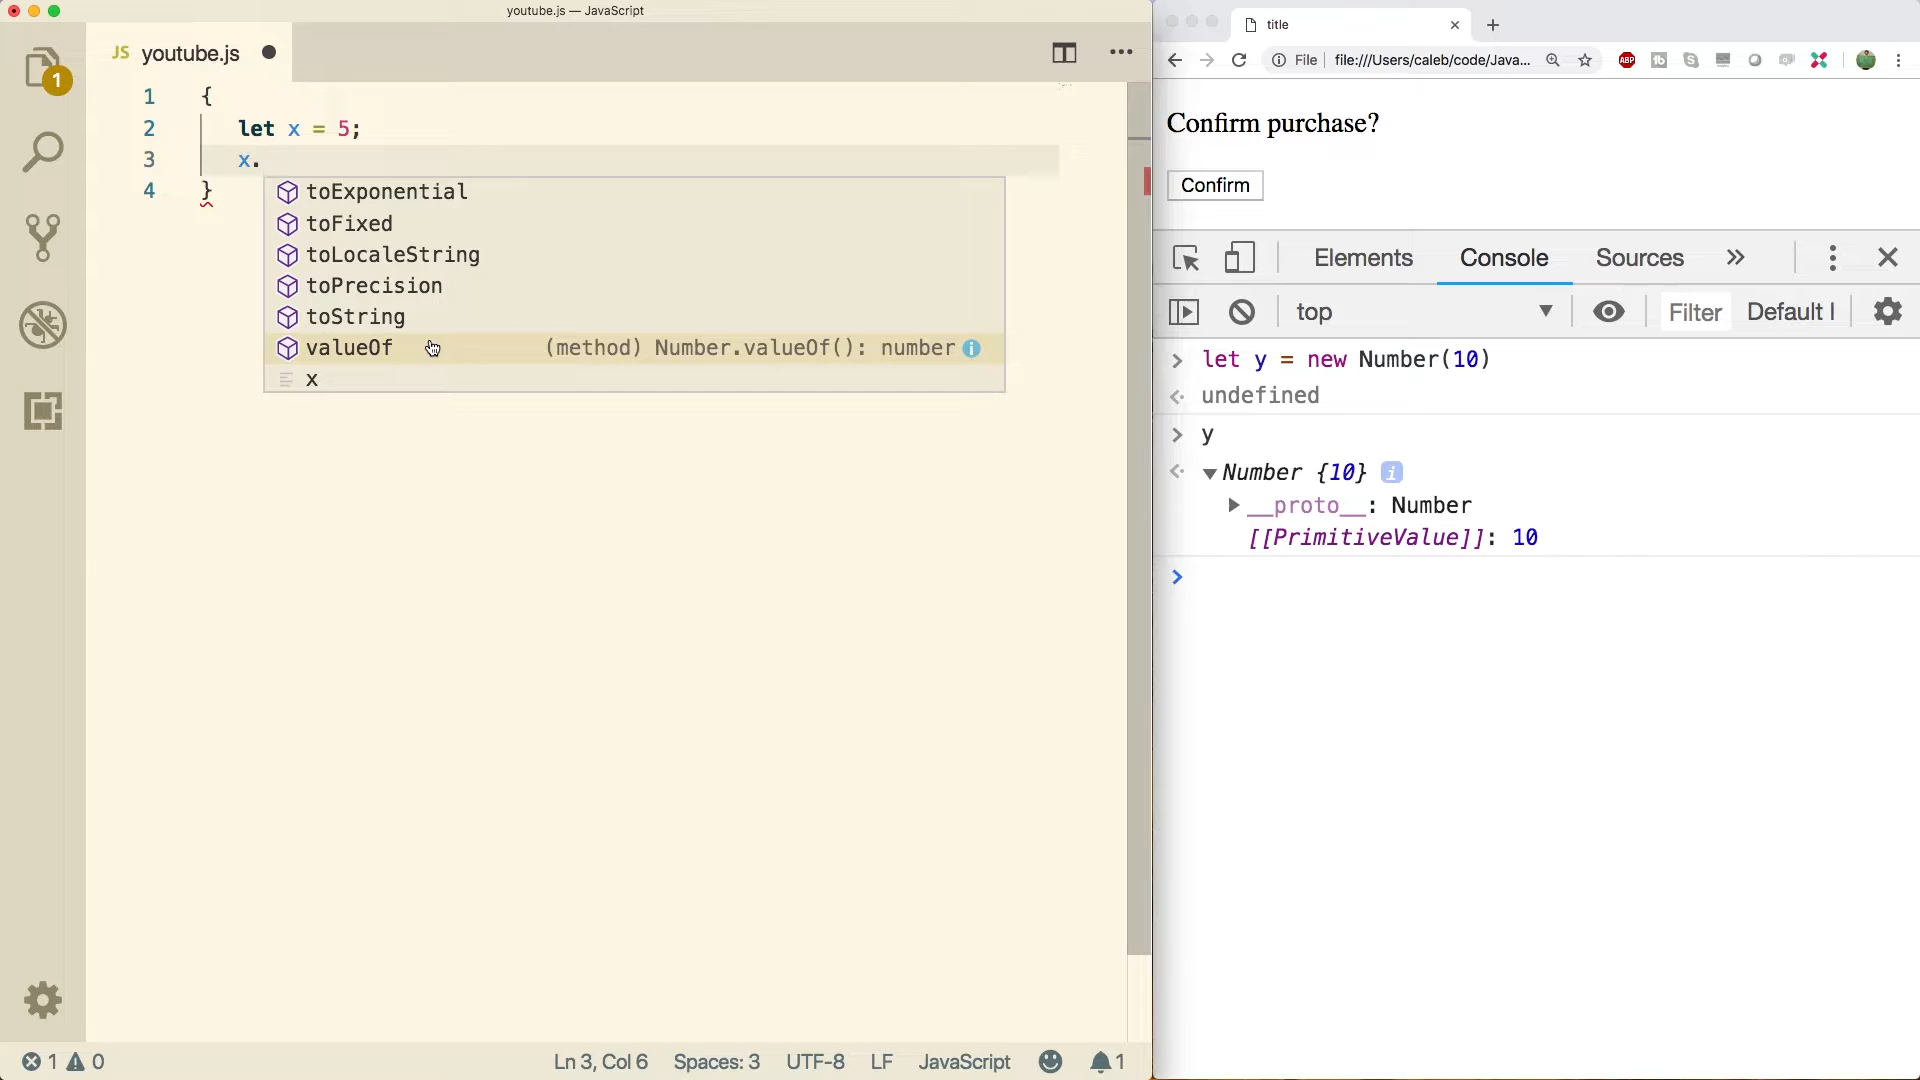 youtube.js — JavaScript
JS youtube.js
1
1 {
2 let x = 5;
3 x.
4 }
toExponential
toFixed
toLocaleString
toPrecision
toString
valueOf (method) Number.valueOf(): number
x
1 0
Ln 3, Col 6 Spaces: 3 UTF-8 LF JavaScript 1
title
File file:///Users/caleb/code/Java...
ABP
Confirm purchase?
Confirm
Elements Console Sources »
top Filter Default l
> let y = new Number(10)
undefined
> y
Number {10} i
__proto__: Number
[[PrimitiveValue]]: 10
>